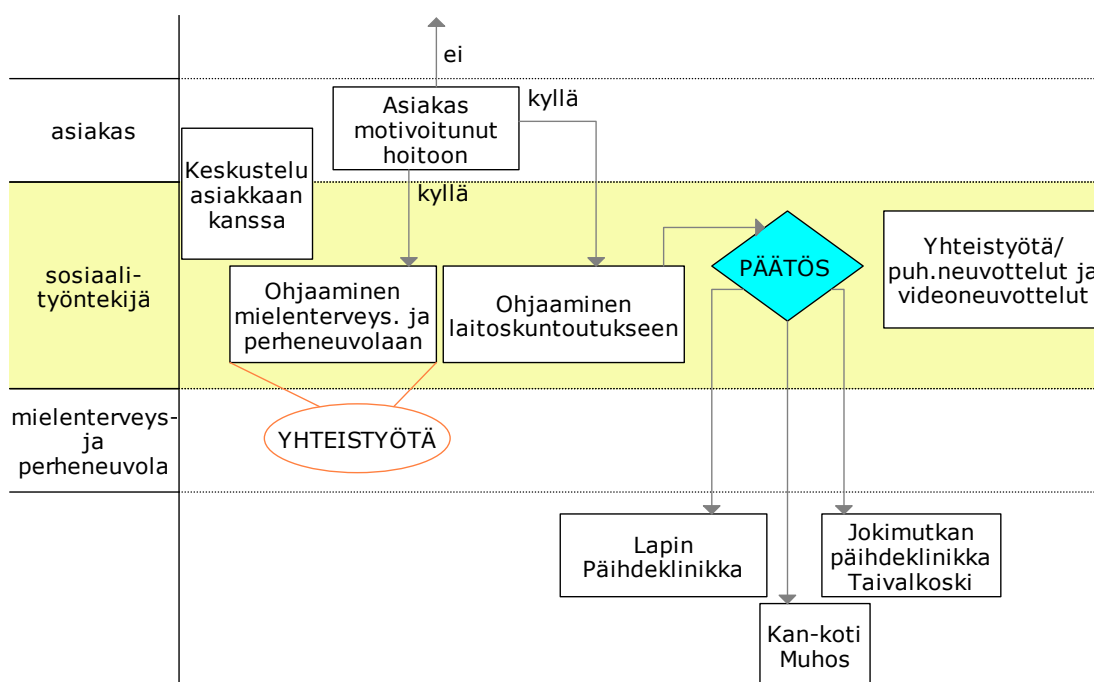 ei
asiakas
Asiakas
motivoitunut
hoitoon
kyllä
Keskustelu
asiakkaan
kanssa
kyllä
sosiaali-
työntekijä
Ohjaaminen
mielenterveys. ja
perheneuvolaan
Ohjaaminen
laitoskuntoutukseen
PÄÄTÖS
Yhteistyötä/
puh.neuvottelut ja
videoneuvottelut
mielenterveys-
ja
perheneuvola
YHTEISTYÖTÄ
Lapin
Päihdeklinikka
Jokimutkan
päihdeklinikka
Taivalkoski
Kan-koti
Muhos